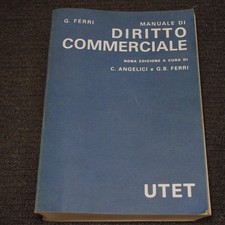 G. FERRI
MANUALE DI
DIRITTO
COMMERCIALE
NONA EDIZIONE A CURA DI
C. ANGELICI e G.B. FERRI
UTET